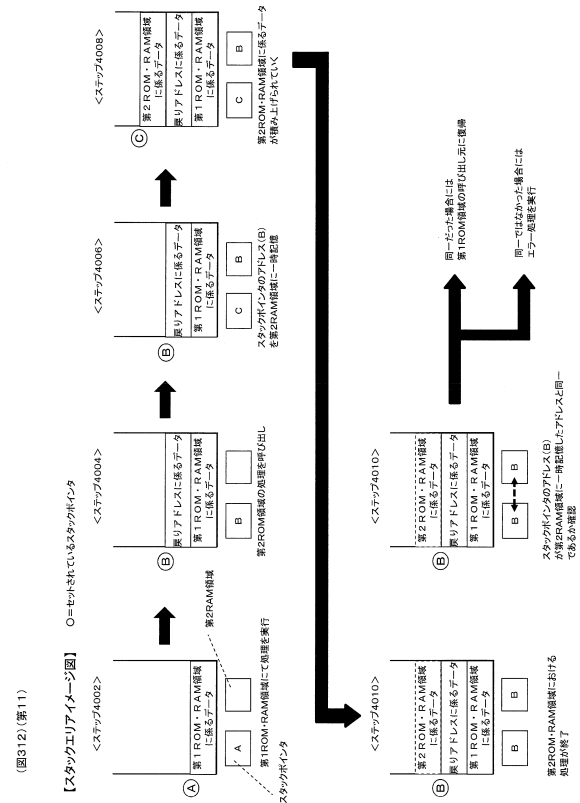 (図312)(第11)
【スタックエリアイメージ図】
○＝セットされているスタックポインタ
<ステップ4002>
Ⓐ
第1ROM・RAM領域
に係るデータ
A
スタックポインタ
第2RAM領域
第1ROM・RAM領域にて処理を実行
<ステップ4004>
Ⓑ
戻りアドレスに係るデータ
第1ROM・RAM領域
に係るデータ
B
第2ROM領域の処理を呼び出し
<ステップ4006>
Ⓑ
戻りアドレスに係るデータ
第1ROM・RAM領域
に係るデータ
C
B
スタックポインタのアドレス(B)
を第2RAM領域に一時記憶
<ステップ4008>
Ⓒ
第2ROM・RAM領域
に係るデータ
戻りアドレスに係るデータ
第1ROM・RAM領域
に係るデータ
C
B
第2ROM・RAM領域に係るデータ
が積み上げられていく
<ステップ4010>
Ⓑ
第2ROM・RAM領域
に係るデータ
戻りアドレスに係るデータ
第1ROM・RAM領域
に係るデータ
B
B
第2ROM・RAM領域における
処理が終了
<ステップ4010>
Ⓑ
第2ROM・RAM領域
に係るデータ
戻りアドレスに係るデータ
第1ROM・RAM領域
に係るデータ
B
B
スタックポインタのアドレス(B)
が第2RAM領域に一時記憶したアドレスと同一
であるか確認
同一だった場合には
第1ROM領域の呼び出し元に復帰
同一ではなかった場合には
エラー処理を実行